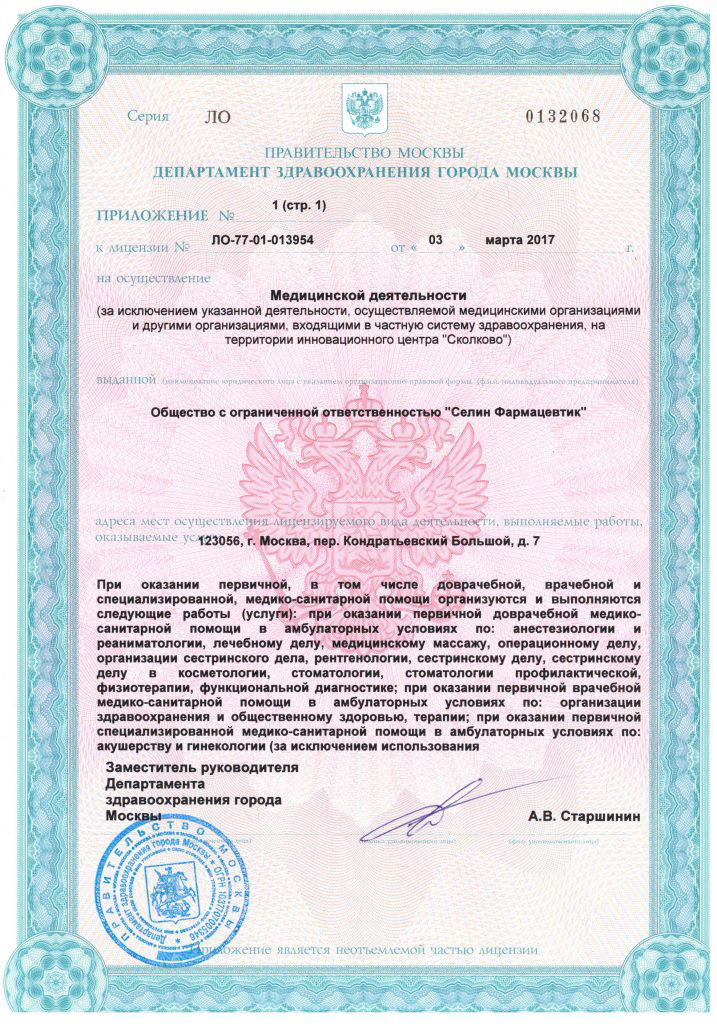 Серия ЛО 0132068
ПРАВИТЕЛЬСТВО МОСКВЫ
ДЕПАРТАМЕНТ ЗДРАВООХРАНЕНИЯ ГОРОДА МОСКВЫ
ПРИЛОЖЕНИЕ № 1 (стр. 1)
к лицензии № ЛО-77-01-013954 от « 03 » марта 2017 г.
на осуществление
Медицинской деятельности
(за исключением указанной деятельности, осуществляемой медицинскими организациями
и другими организациями, входящими в частную систему здравоохранения, на
территории инновационного центра "Сколково")
выданной (наименование юридического лица с указанием организационно-правовой формы (ф.и.о. индивидуального предпринимателя)
Общество с ограниченной ответственностью "Селин Фармацевтик"
адреса мест осуществления лицензируемого вида деятельности, выполняемые работы,
оказываемые услуги
123056, г. Москва, пер. Кондратьевский Большой, д. 7
При оказании первичной, в том числе доврачебной, врачебной и
специализированной, медико-санитарной помощи организуются и выполняются
следующие работы (услуги): при оказании первичной доврачебной медико-
санитарной помощи в амбулаторных условиях по: анестезиологии и
реаниматологии, лечебному делу, медицинскому массажу, операционному делу,
организации сестринского дела, рентгенологии, сестринскому делу, сестринскому
делу в косметологии, стоматологии, стоматологии профилактической,
физиотерапии, функциональной диагностике; при оказании первичной врачебной
медико-санитарной помощи в амбулаторных условиях по: организации
здравоохранения и общественному здоровью, терапии; при оказании первичной
специализированной медико-санитарной помощи в амбулаторных условиях по:
акушерству и гинекологии (за исключением использования
Заместитель руководителя
Департамента
здравоохранения города
Москвы А.В. Старшинин
(подпись уполномоченного лица) (ф.и.о. уполномоченного лица)
ПРАВИТЕЛЬСТВО МОСКВЫ
Департамент здравоохранения города Москвы * ОГРН 1037707005346 *
Приложение является неотъемлемой частью лицензии